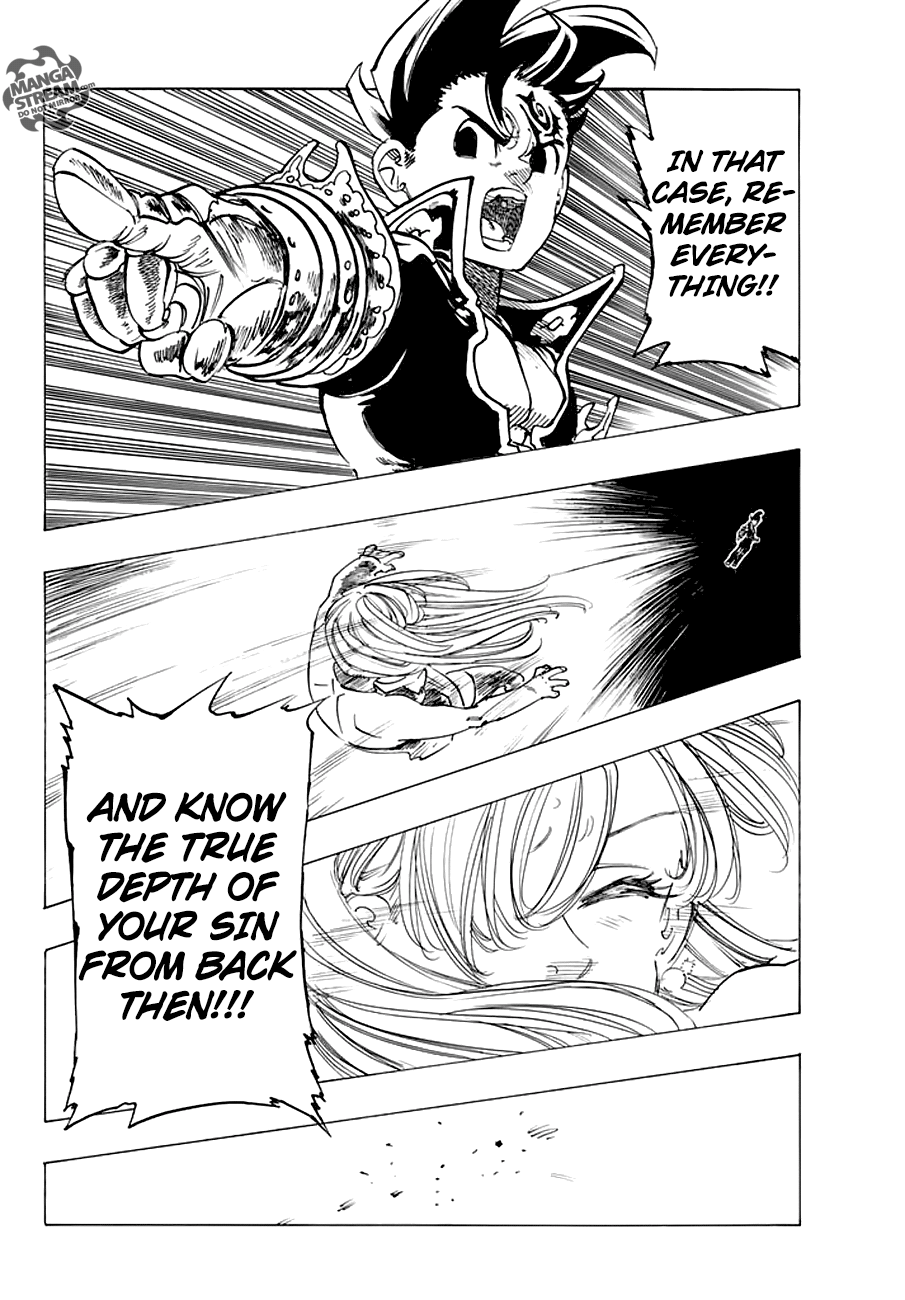 MANGA
STREAM.com
DO NOT MIRROR
IN THAT
CASE, RE-
MEMBER
EVERY-
THING!!
AND KNOW
THE TRUE
DEPTH OF
YOUR SIN
FROM BACK
THEN!!!